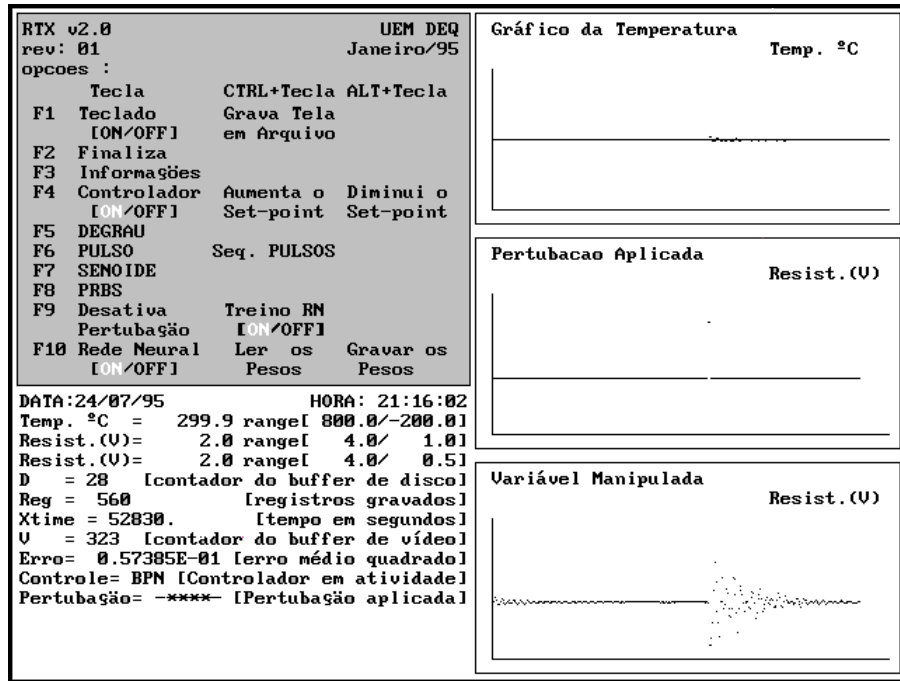 RTX v2.0 UEM DEQ
rev: 01 Janeiro/95
opcoes :
Tecla CTRL+Tecla ALT+Tecla
F1 Teclado Grava Tela
[ON/OFF] em Arquivo
F2 Finaliza
F3 Informações
F4 Controlador Aumenta o Diminui o
[ON/OFF] Set-point Set-point
F5 DEGRAU
F6 PULSO Seq. PULSOS
F7 SENOIDE
F8 PRBS
F9 Desativa Treino RN
Pertubação [ON/OFF]
F10 Rede Neural Ler os Gravar os
[ON/OFF] Pesos Pesos
DATA:24/07/95 HORA: 21:16:02
Temp. ºC = 299.9 range[ 800.0/-200.0]
Resist.(V)= 2.0 range[ 4.0/ 1.0]
Resist.(V)= 2.0 range[ 4.0/ 0.5]
D = 28 [contador do buffer de disco]
Reg = 560 [registros gravados]
Xtime = 52830. [tempo em segundos]
V = 323 [contador do buffer de vídeo]
Erro= 0.57385E-01 [erro médio quadrado]
Controle= BPN [Controlador em atividade]
Pertubação= -****- [Pertubação aplicada]
Gráfico da Temperatura
Temp. ºC
Pertubacao Aplicada
Resist.(V)
Variável Manipulada
Resist.(V)